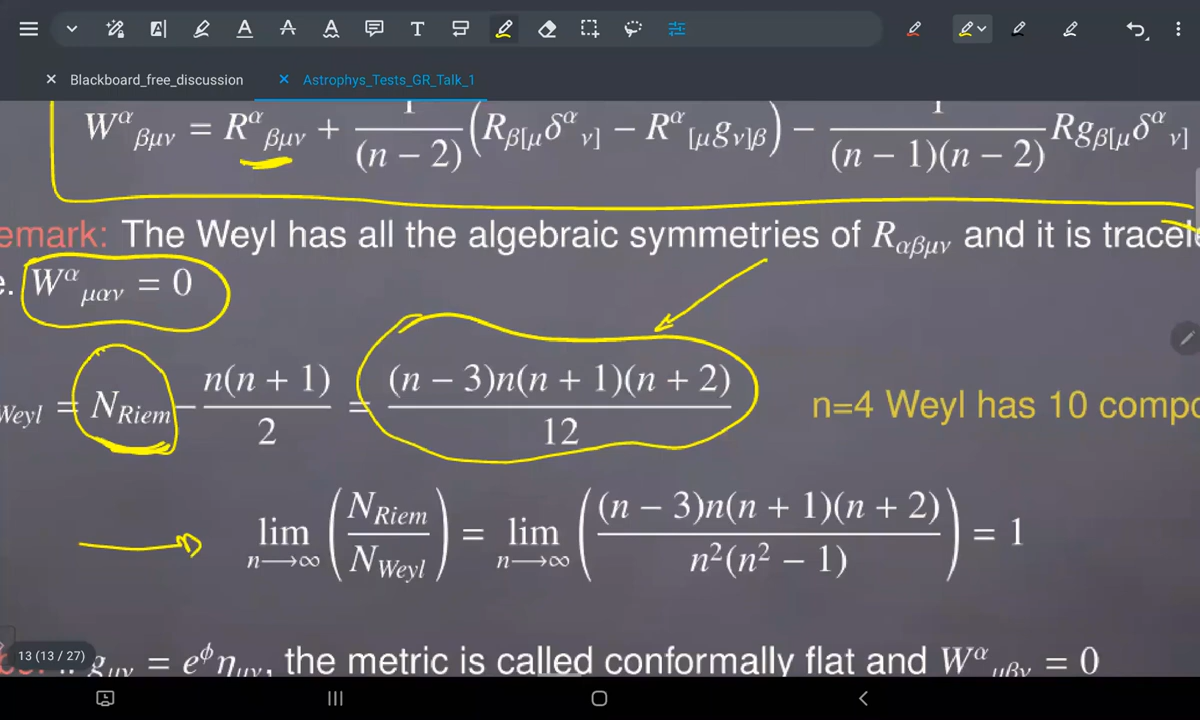 Blackboard_free_discussion Astrophys_Tests_GR_Talk_1
W^α_{βμν} = R^α_{βμν} + 1/(n − 2) (R_{β[μ}δ^α_{ν]} − R^α_{[μ}g_{ν]β}) − 1/((n − 1)(n − 2)) Rg_{β[μ}δ^α_{ν]}
emark: The Weyl has all the algebraic symmetries of R_{αβμν} and it is tracele
e. W^α_{μαν} = 0
Weyl = N_{Riem} − n(n + 1)/2 = (n − 3)n(n + 1)(n + 2)/12 n=4 Weyl has 10 compo
lim_{n⟶∞} (N_{Riem}/N_{Weyl}) = lim_{n⟶∞} ((n − 3)n(n + 1)(n + 2)/n²(n² − 1)) = 1
13 (13 / 27) g_{μν} = e^ϕ η_{μν}, the metric is called conformally flat and W^α_{μβν} = 0